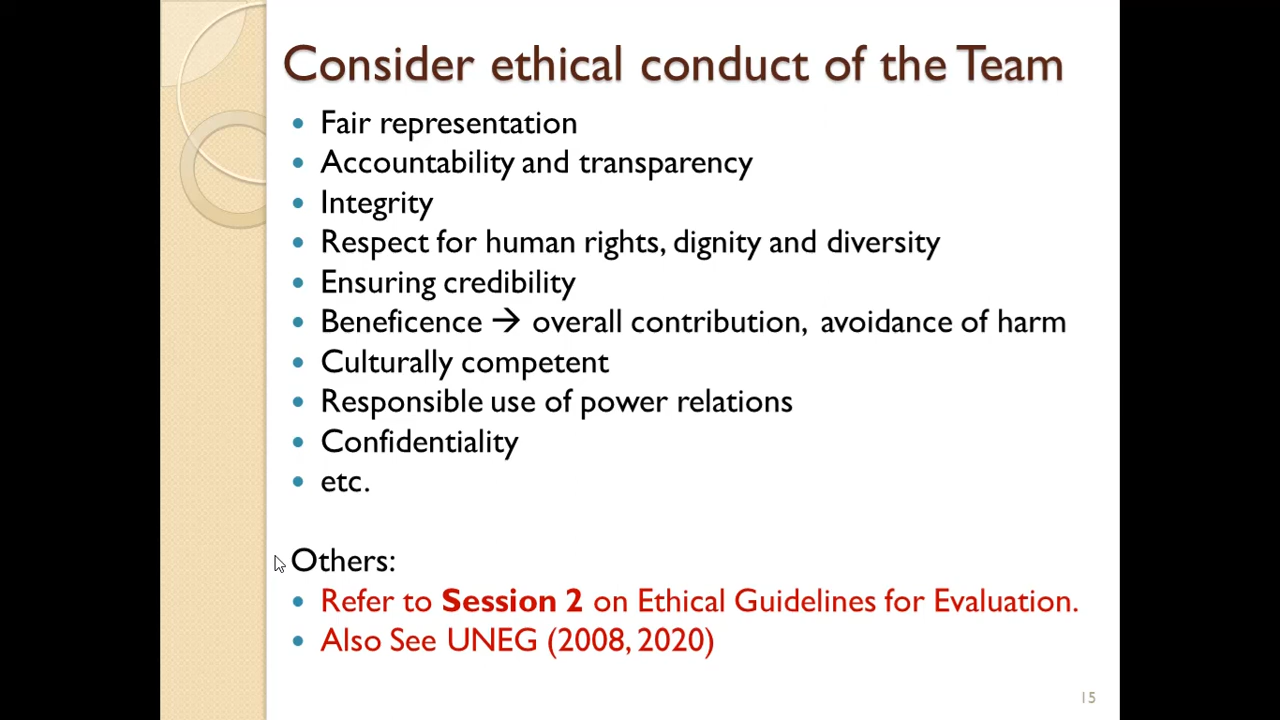 Consider ethical conduct of the Team
• Fair representation
• Accountability and transparency
• Integrity
• Respect for human rights, dignity and diversity
• Ensuring credibility
• Beneficence → overall contribution, avoidance of harm
• Culturally competent
• Responsible use of power relations
• Confidentiality
• etc.
Others:
• Refer to Session 2 on Ethical Guidelines for Evaluation.
• Also See UNEG (2008, 2020)
15